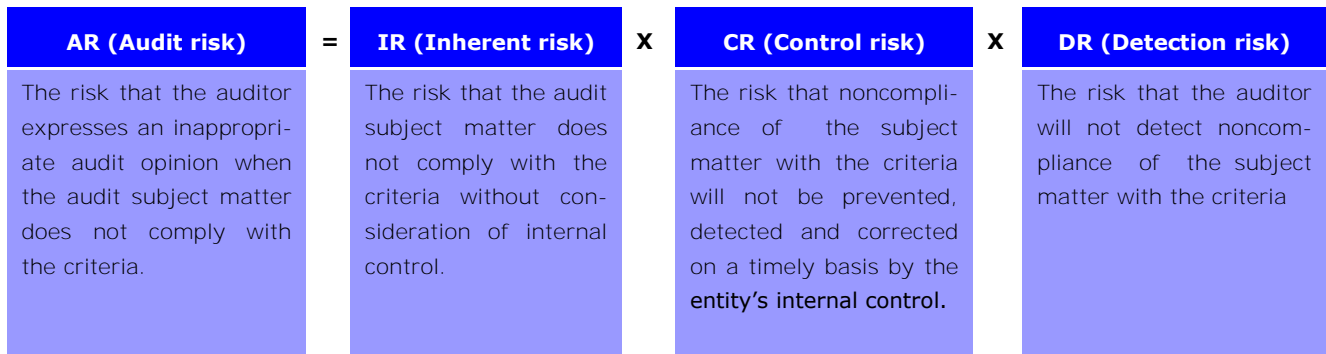 AR (Audit risk) = IR (Inherent risk) X CR (Control risk) X DR (Detection risk)
The risk that the auditor
expresses an inappropri-
ate audit opinion when
the audit subject matter
does not comply with
the criteria.
The risk that the audit
subject matter does
not comply with the
criteria without con-
sideration of internal
control.
The risk that noncompli-
ance of the subject
matter with the criteria
will not be prevented,
detected and corrected
on a timely basis by the
entity’s internal control.
The risk that the auditor
will not detect noncom-
pliance of the subject
matter with the criteria